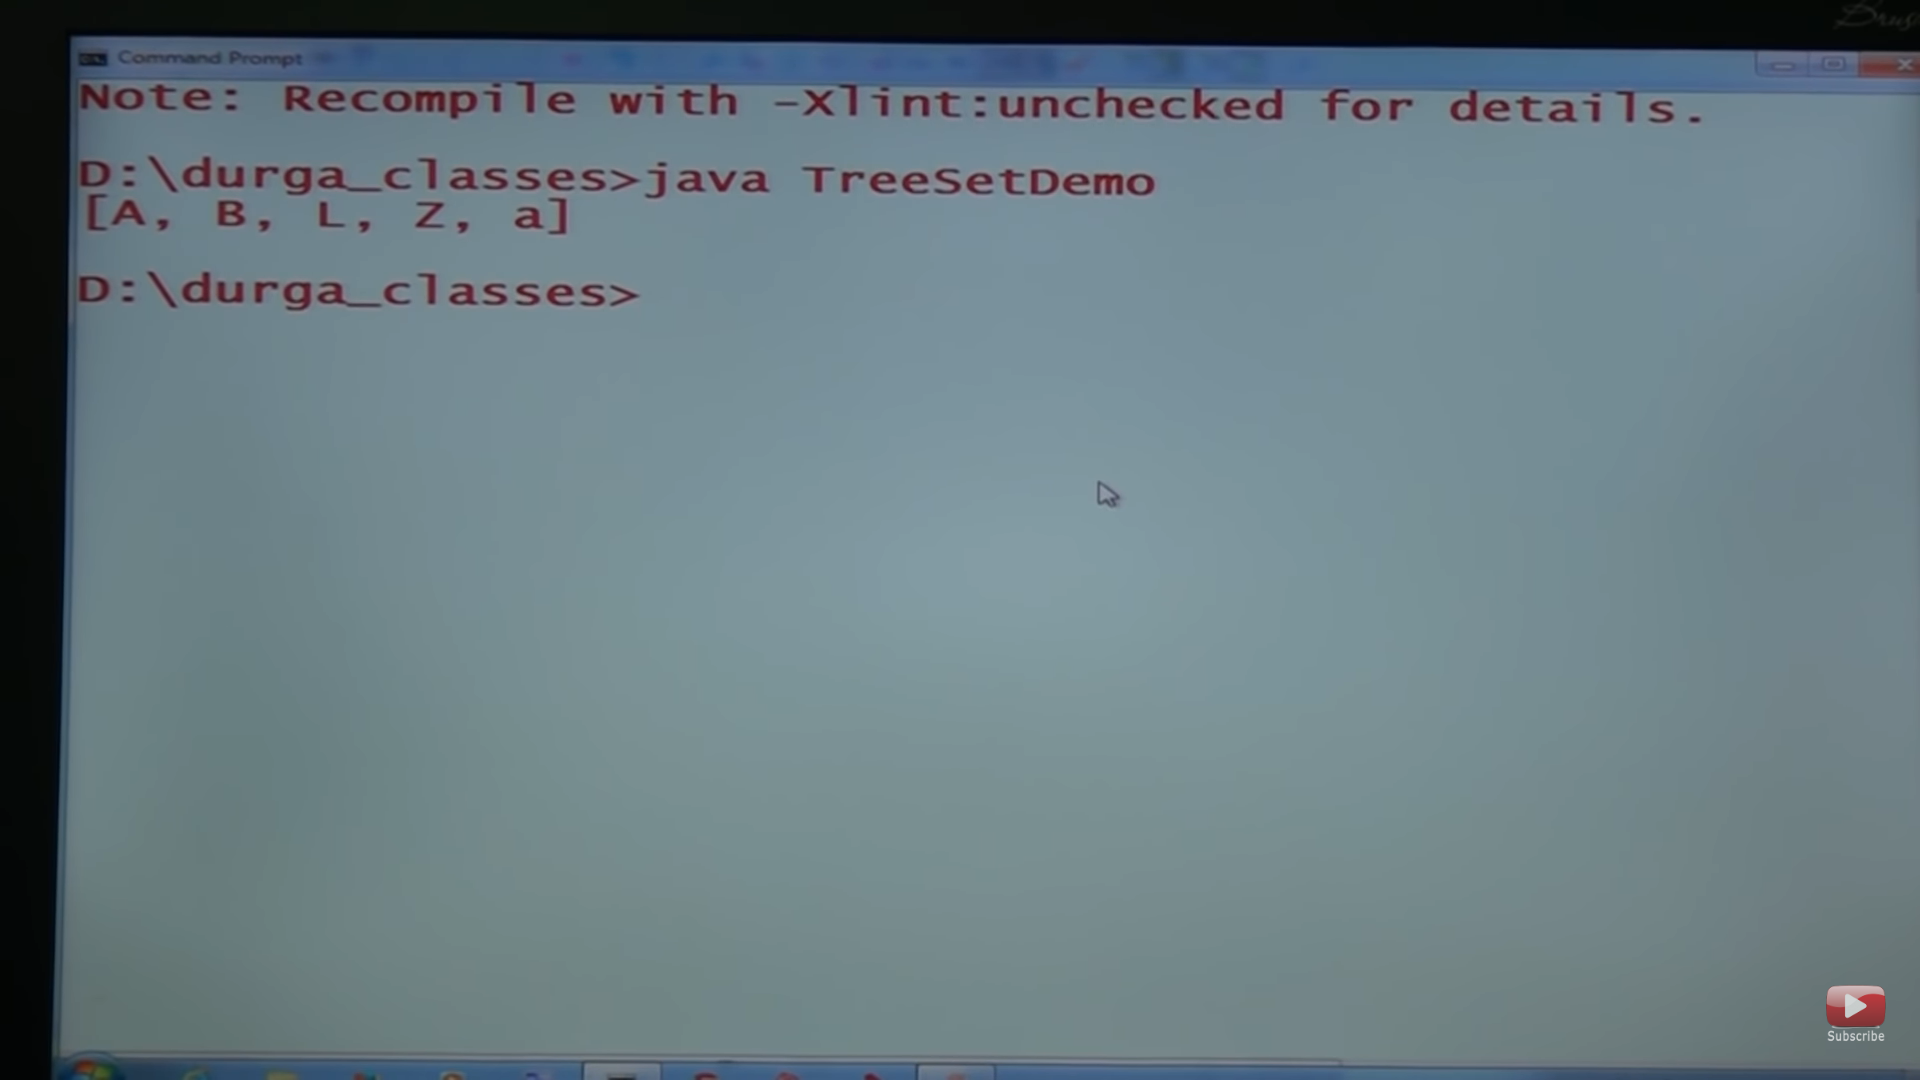 Command Prompt
Note: Recompile with -Xlint:unchecked for details.
D:\durga_classes>java TreeSetDemo
[A, B, L, Z, a]
D:\durga_classes>
Subscribe